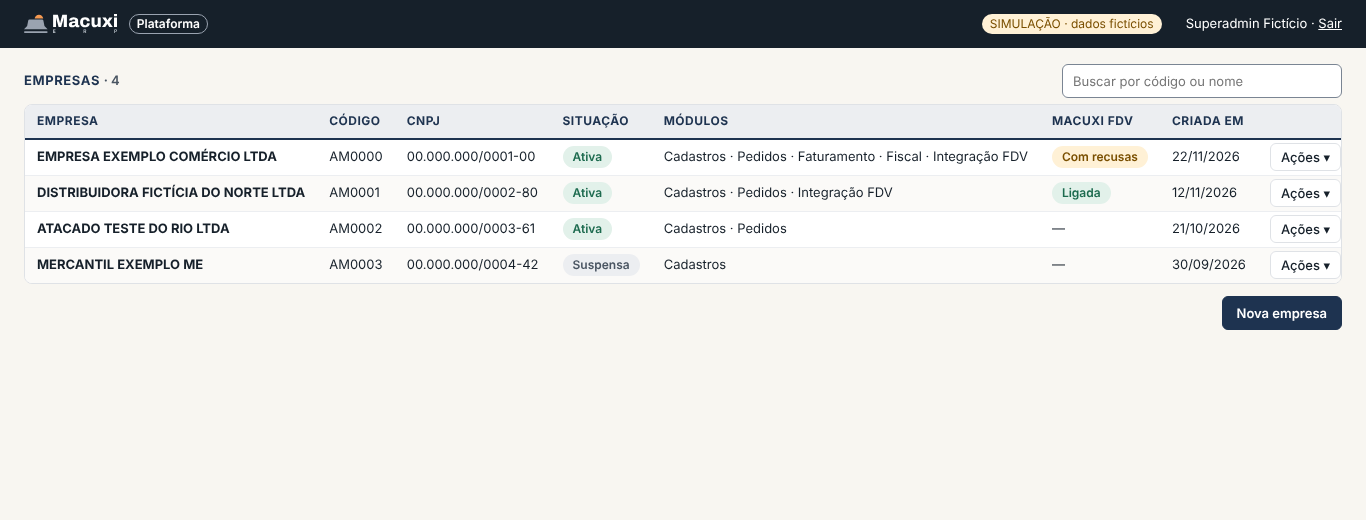 Macuxi Plataforma SIMULAÇÃO · dados fictícios Superadmin Fictício · Sair
E R P
EMPRESAS · 4 Buscar por código ou nome
EMPRESA CÓDIGO CNPJ SITUAÇÃO MÓDULOS MACUXI FDV CRIADA EM
EMPRESA EXEMPLO COMÉRCIO LTDA AM0000 00.000.000/0001-00 Ativa Cadastros · Pedidos · Faturamento · Fiscal · Integração FDV Com recusas 22/11/2026 Ações ▾
DISTRIBUIDORA FICTÍCIA DO NORTE LTDA AM0001 00.000.000/0002-80 Ativa Cadastros · Pedidos · Integração FDV Ligada 12/11/2026 Ações ▾
ATACADO TESTE DO RIO LTDA AM0002 00.000.000/0003-61 Ativa Cadastros · Pedidos — 21/10/2026 Ações ▾
MERCANTIL EXEMPLO ME AM0003 00.000.000/0004-42 Suspensa Cadastros — 30/09/2026 Ações ▾
Nova empresa